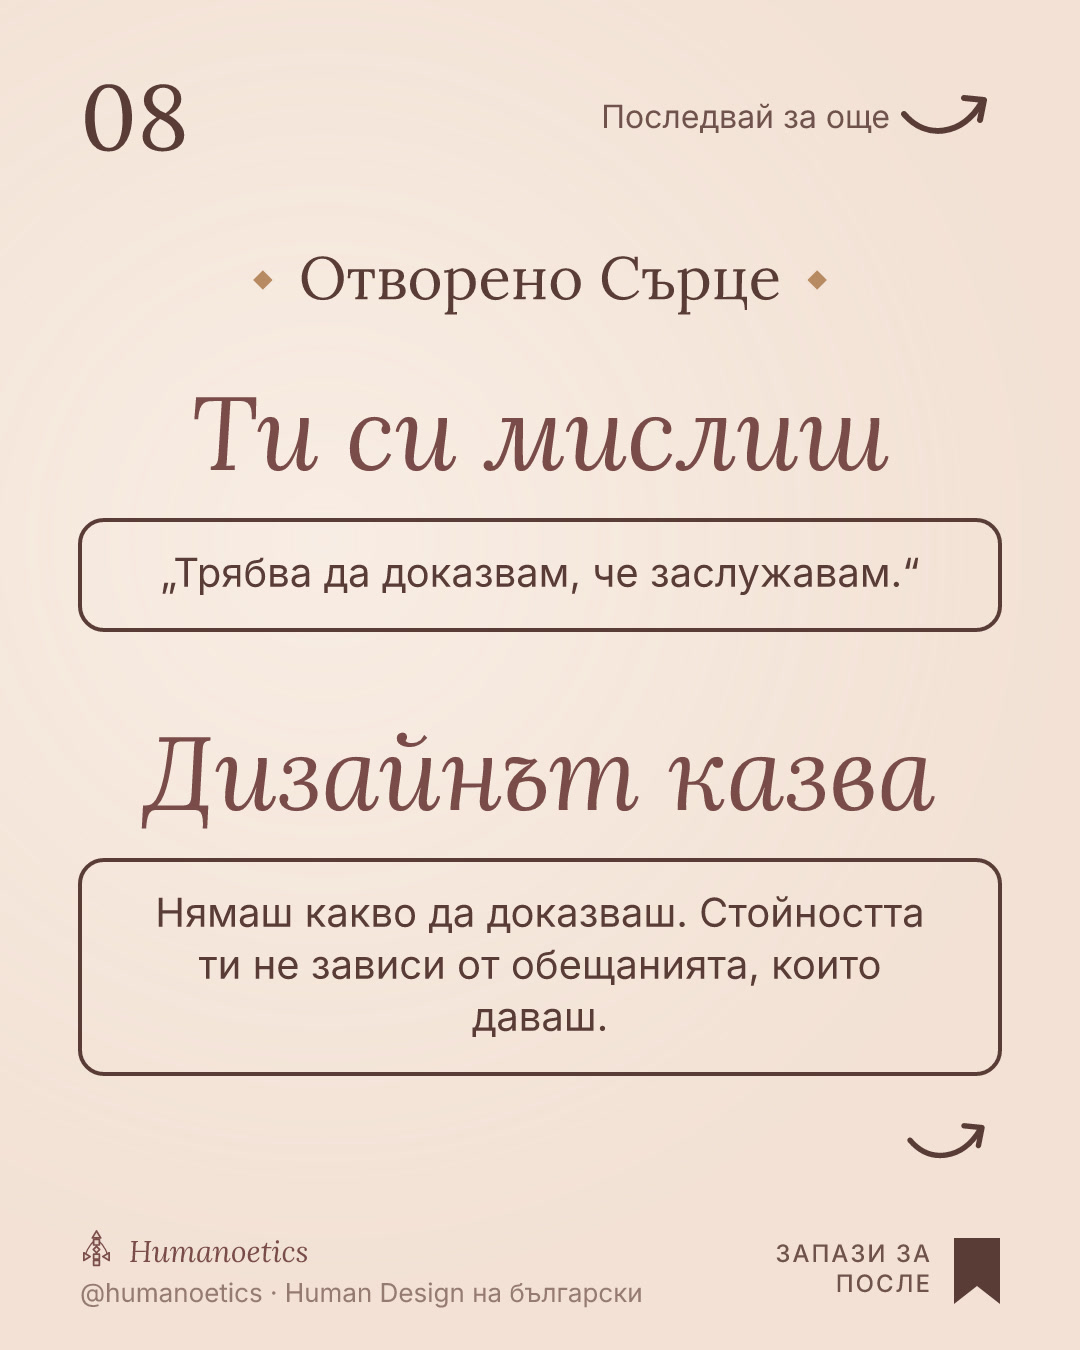 08
Последвай за още
Отворено Сърце
Ти си мислиш
„Трябва да доказвам, че заслужавам.“
Дизайнът казва
Нямаш какво да доказваш. Стойността
ти не зависи от обещанията, които
даваш.
Humanoetics
@humanoetics · Human Design на български
ЗАПАЗИ ЗА
ПОСЛЕ